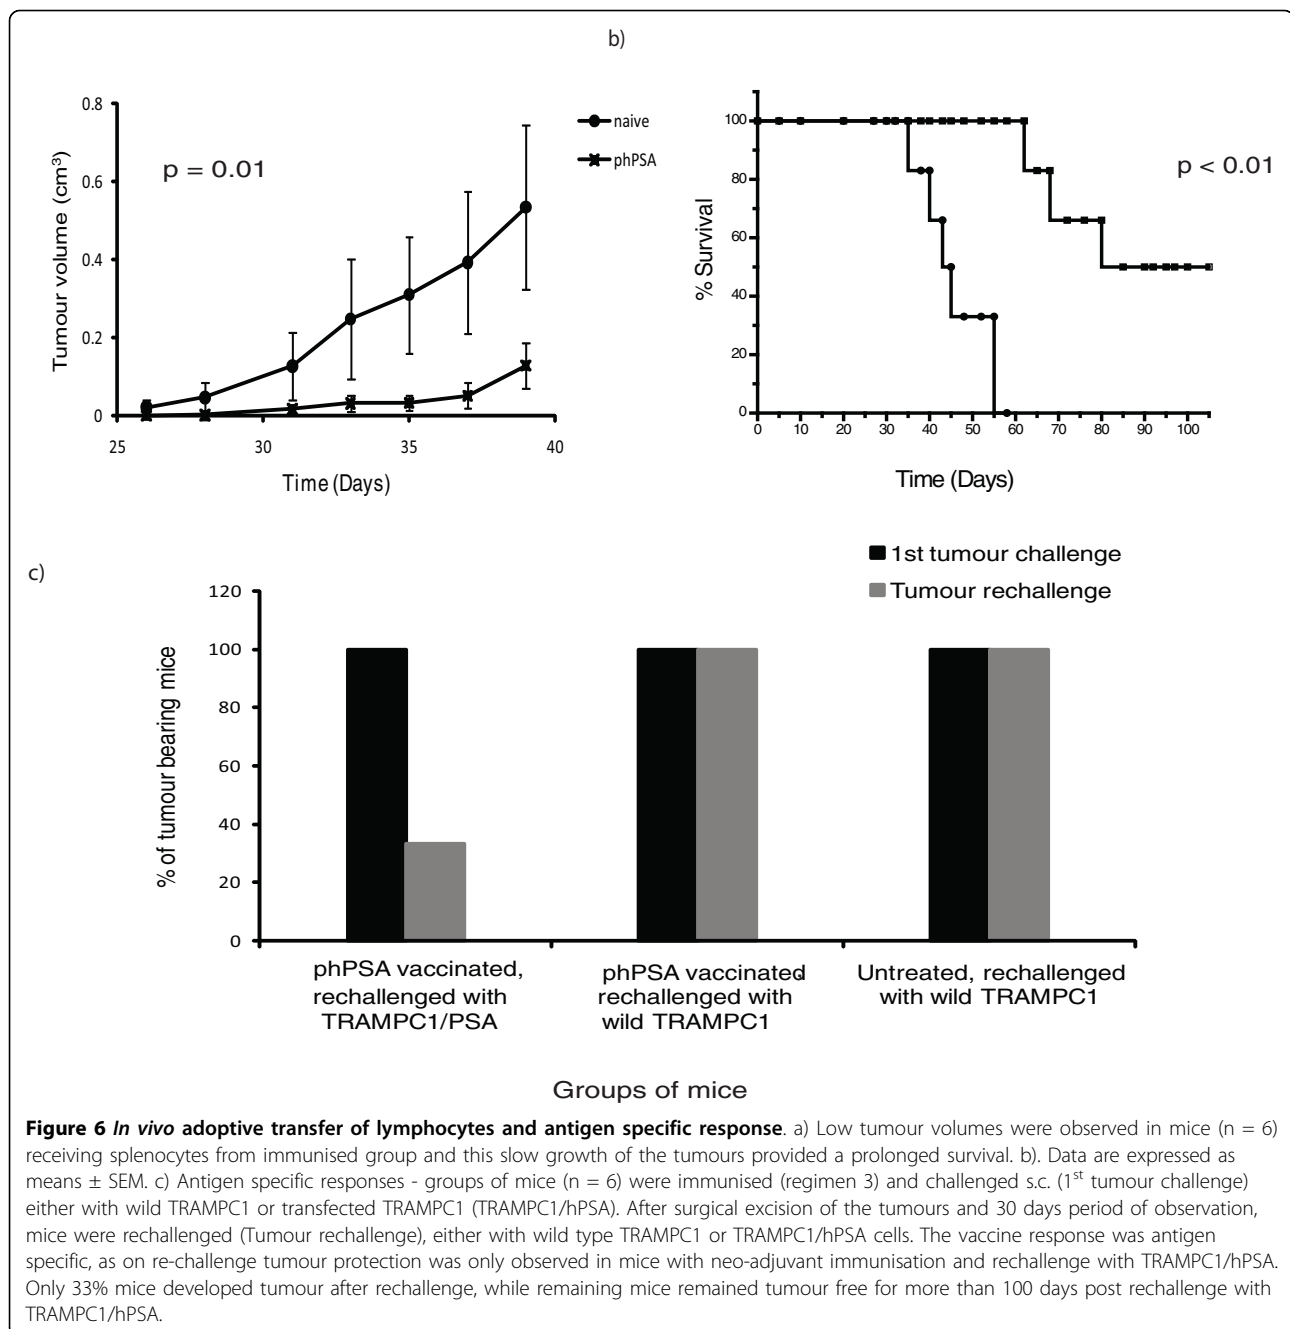 b)
0.8
0.6
0.4
0.2
0
25
30
35
40
Tumour volume (cm³)
Time (Days)
p = 0.01
naive
phPSA
100
80
60
40
20
0
0
10
20
30
40
50
60
70
80
90
100
% Survival
Time (Days)
p < 0.01
c)
1st tumour challenge
Tumour rechallenge
120
100
80
60
40
20
0
% of tumour bearing mice
phPSA vaccinated,
rechallenged with
TRAMPC1/PSA
phPSA vaccinated,
rechallenged with
wild TRAMPC1
Untreated, rechallenged
with wild TRAMPC1
Groups of mice
Figure 6 In vivo adoptive transfer of lymphocytes and antigen specific response. a) Low tumour volumes were observed in mice (n = 6)
receiving splenocytes from immunised group and this slow growth of the tumours provided a prolonged survival. b). Data are expressed as
means ± SEM. c) Antigen specific responses - groups of mice (n = 6) were immunised (regimen 3) and challenged s.c. (1st tumour challenge)
either with wild TRAMPC1 or transfected TRAMPC1 (TRAMPC1/hPSA). After surgical excision of the tumours and 30 days period of observation,
mice were rechallenged (Tumour rechallenge), either with wild type TRAMPC1 or TRAMPC1/hPSA cells. The vaccine response was antigen
specific, as on re-challenge tumour protection was only observed in mice with neo-adjuvant immunisation and rechallenge with TRAMPC1/hPSA.
Only 33% mice developed tumour after rechallenge, while remaining mice remained tumour free for more than 100 days post rechallenge with
TRAMPC1/hPSA.